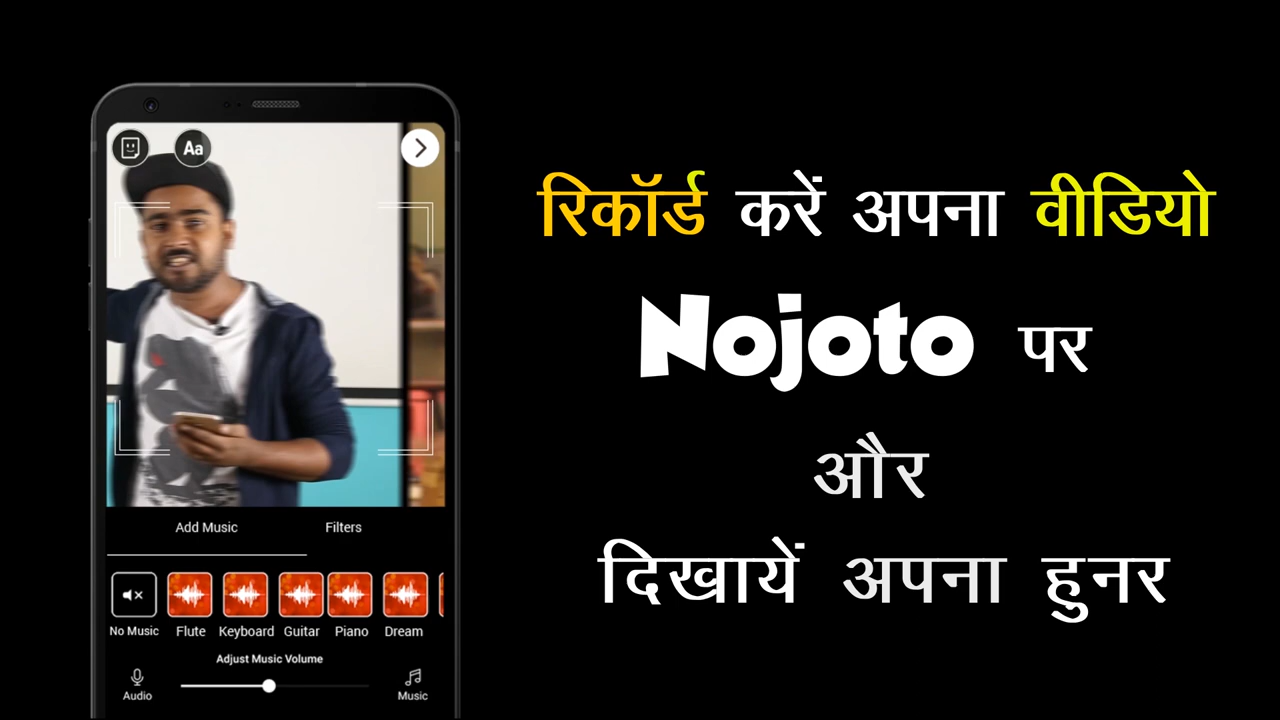 Aa
रिकॉर्ड करें अपना वीडियो
Nojoto पर
और
दिखायें अपना हुनर
Add Music Filters
No Music Flute Keyboard Guitar Piano Dream
Adjust Music Volume
Audio Music